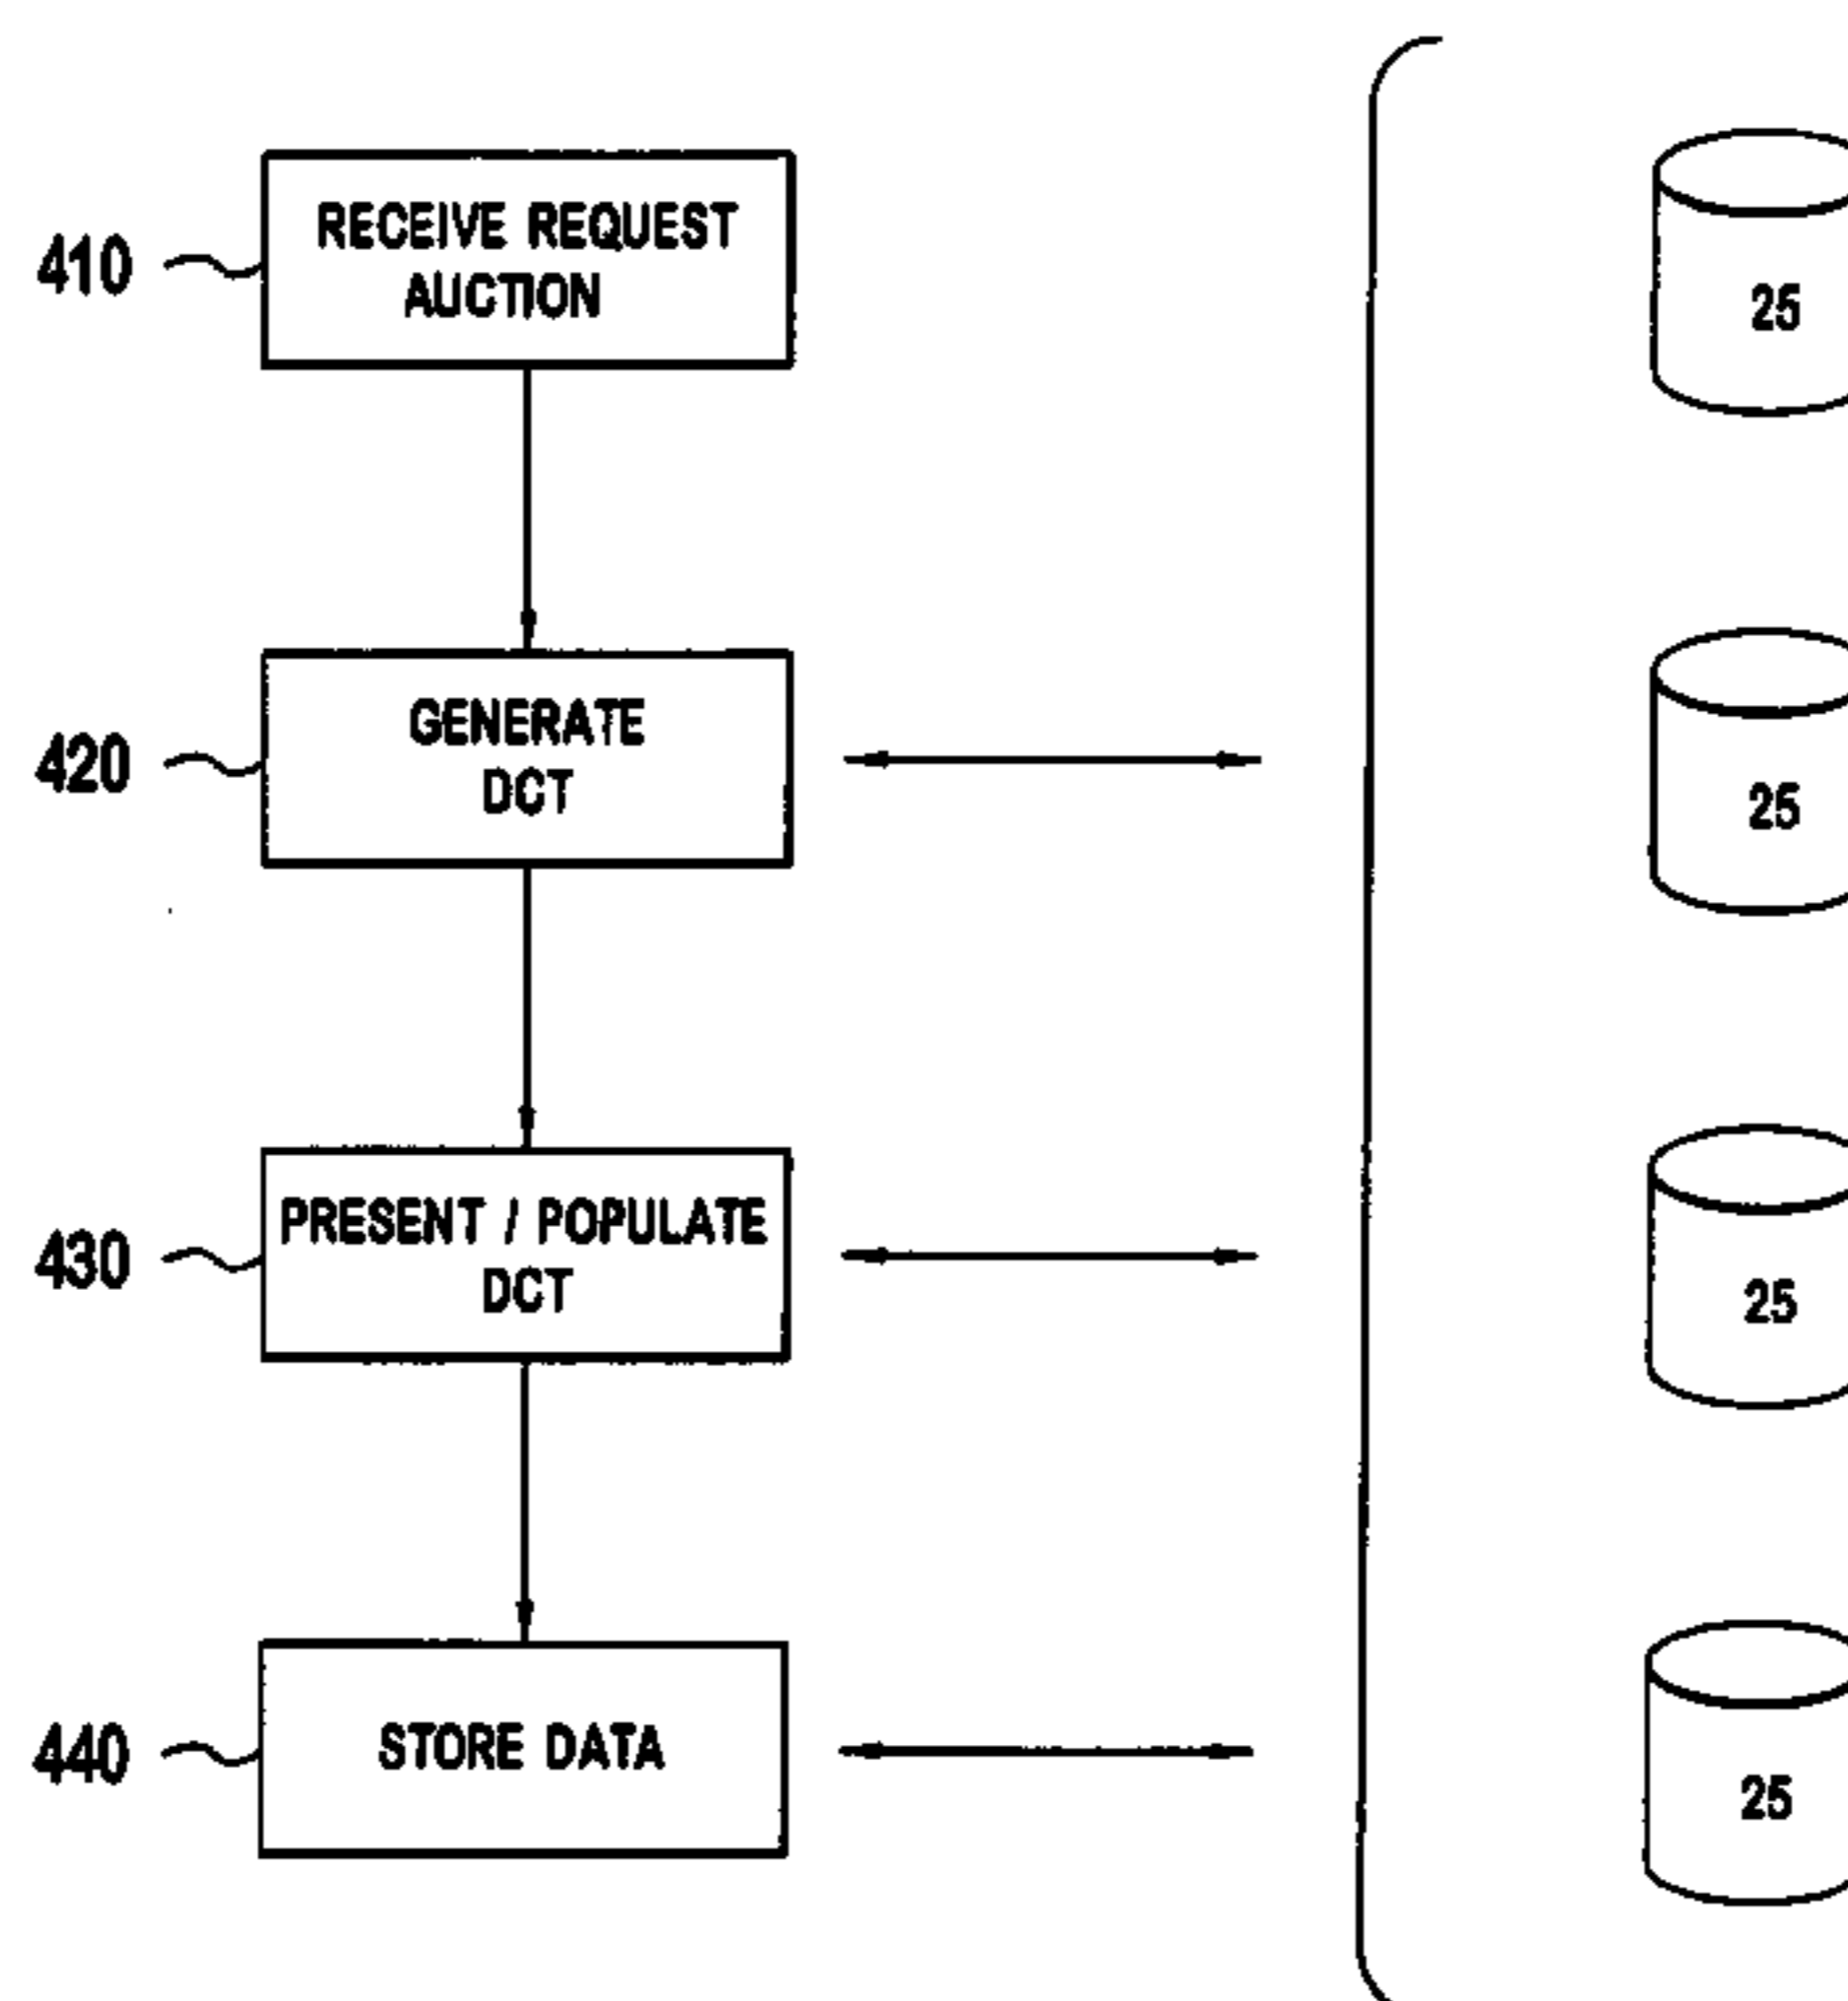 410
RECEIVE REQUEST
AUCTION
25
420
GENERATE
DCT
25
430
PRESENT / POPULATE
DCT
25
440
STORE DATA
25